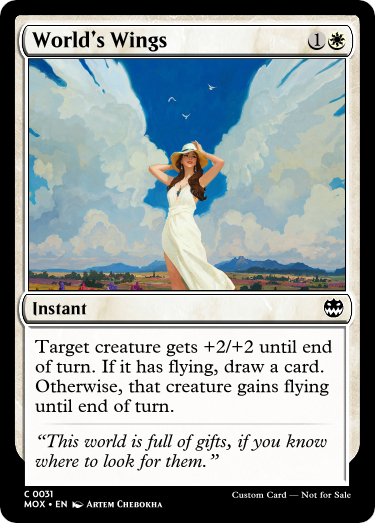 World's Wings 1
Instant
Target creature gets +2/+2 until end
of turn. If it has flying, draw a card.
Otherwise, that creature gains flying
until end of turn.
“This world is full of gifts, if you know
where to look for them.”
C 0031
MOX • EN Artem Chebokha
Custom Card — Not for Sale